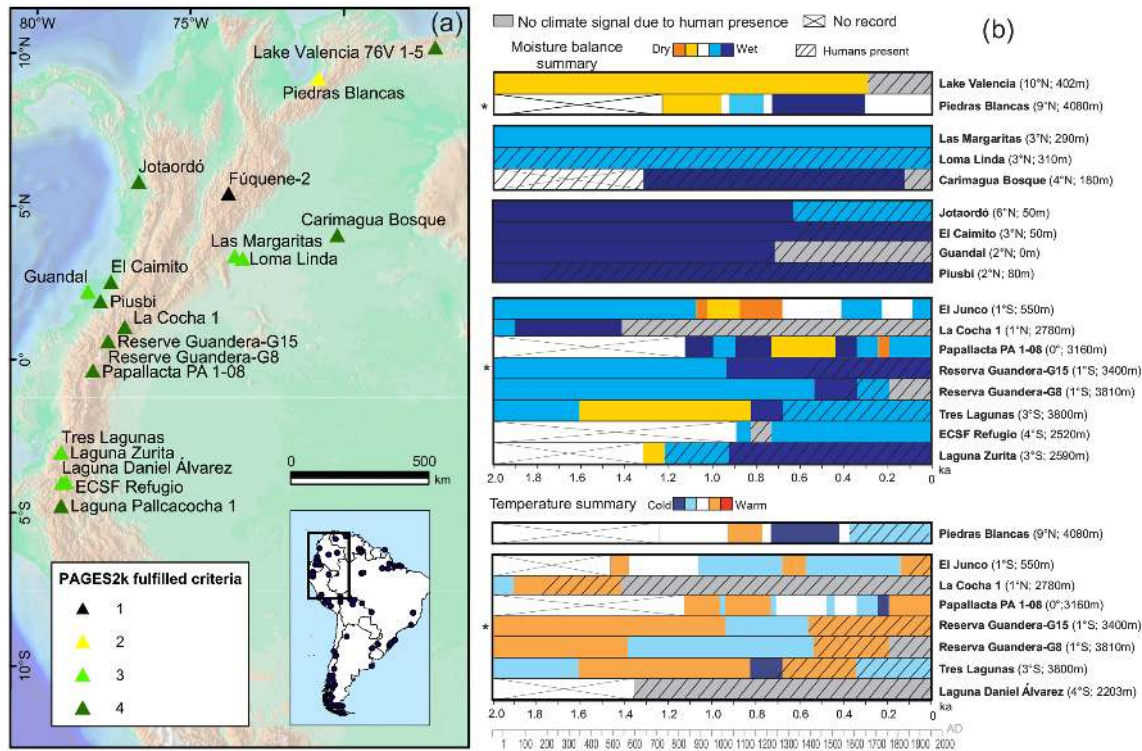 80°W
75°W
(a)
10°N
5°N
0°
5°S
10°S
Lake Valencia 76V 1-5
Piedras Blancas
Jotaordó
Fúquene-2
Carimagua Bosque
Las Margaritas
Loma Linda
Guandal
El Caimito
Piusbi
La Cocha 1
Reserve Guandera-G15
Reserve Guandera-G8
Papallacta PA 1-08
Tres Lagunas
Laguna Zurita
Laguna Daniel Álvarez
ECSF Refugio
Laguna Pallcacocha 1
0 500
km
PAGES2k fulfilled criteria
1
2
3
4
No climate signal due to human presence
No record
(b)
Moisture balance
summary
Dry
Wet
Humans present
Lake Valencia (10°N; 402m)
* Piedras Blancas (9°N; 4080m)
Las Margaritas (3°N; 290m)
Loma Linda (3°N; 310m)
Carimagua Bosque (4°N; 180m)
Jotaordó (6°N; 50m)
El Caimito (3°N; 50m)
Guandal (2°N; 0m)
Piusbi (2°N; 80m)
El Junco (1°S; 550m)
La Cocha 1 (1°N; 2780m)
Papallacta PA 1-08 (0°; 3160m)
* Reserva Guandera-G15 (1°S; 3400m)
Reserva Guandera-G8 (1°S; 3810m)
Tres Lagunas (3°S; 3800m)
ECSF Refugio (4°S; 2520m)
Laguna Zurita (3°S; 2590m)
2.0 1.8 1.6 1.4 1.2 1.0 0.8 0.6 0.4 0.2 0
ka
Temperature summary
Cold
Warm
Piedras Blancas (9°N; 4080m)
El Junco (1°S; 550m)
La Cocha 1 (1°N; 2780m)
Papallacta PA 1-08 (0°;3160m)
* Reserva Guandera-G15 (1°S; 3400m)
Reserva Guandera-G8 (1°S; 3810m)
Tres Lagunas (3°S; 3800m)
Laguna Daniel Álvarez (4°S; 2203m)
2.0 1.8 1.6 1.4 1.2 1.0 0.8 0.6 0.4 0.2 0
ka
AD
1 100 200 300 400 500 600 700 800 900 1000 1100 1200 1300 1400 1500 1600 1700 1800 1900 2000